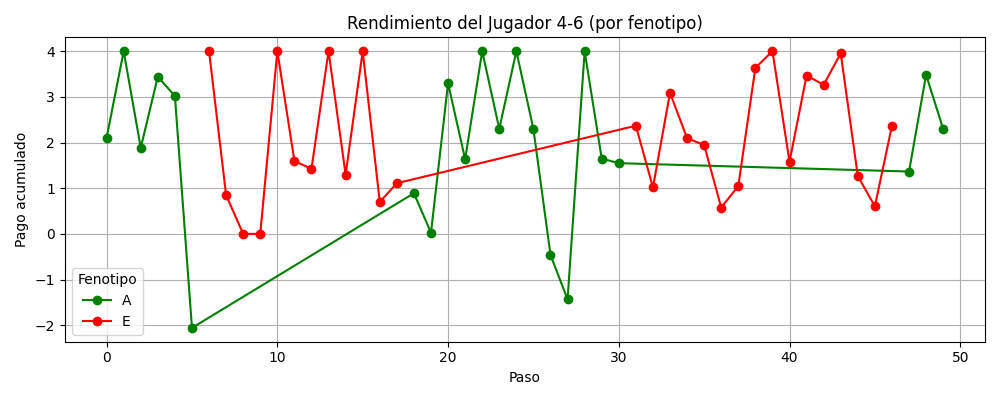 Rendimiento del Jugador 4-6 (por fenotipo)
Pago acumulado
4
3
2
1
0
−1
−2
Fenotipo
A
E
0
10
20
30
40
50
Paso